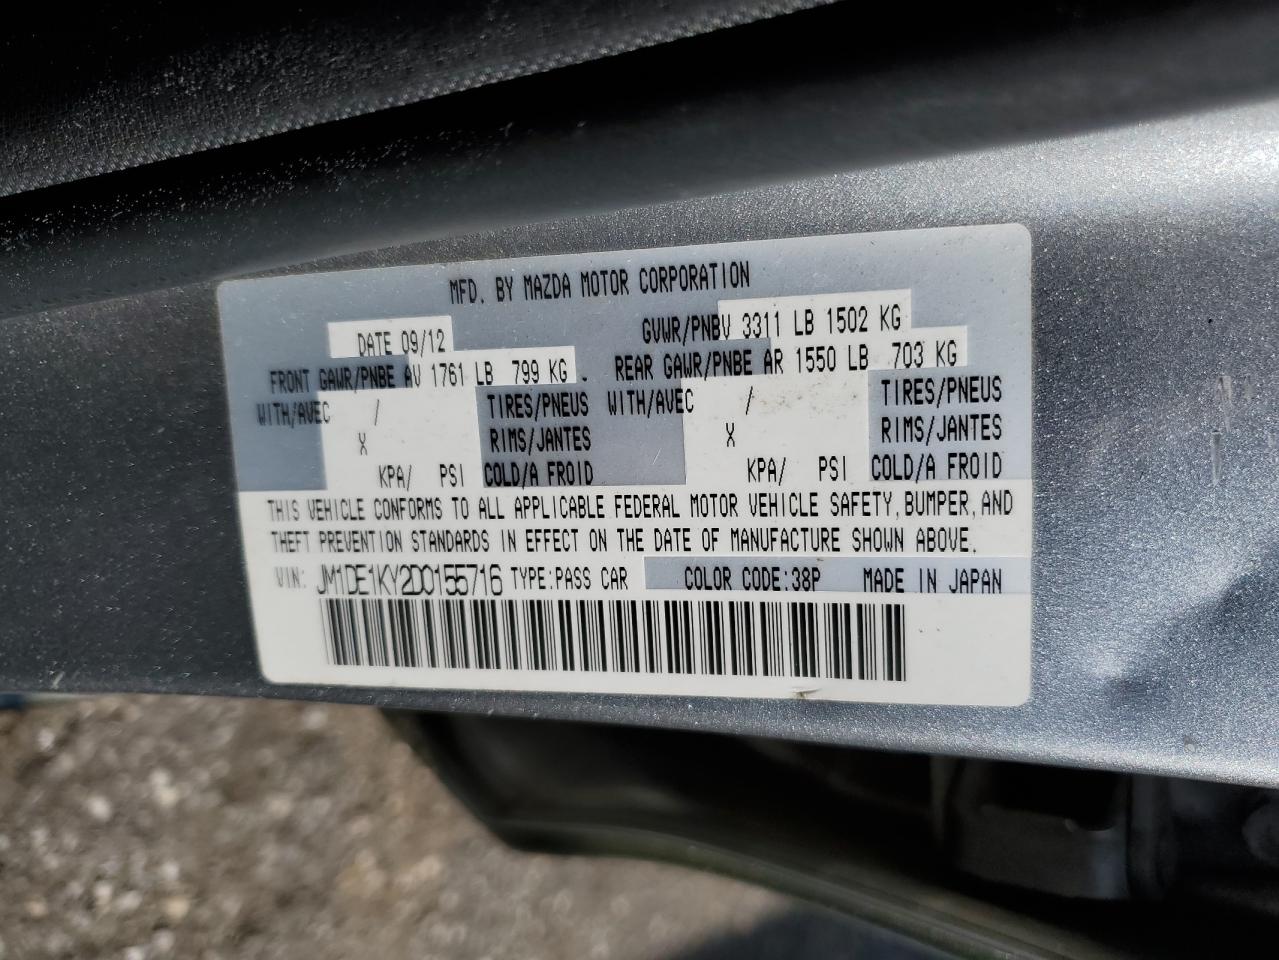 MFD. BY MAZDA MOTOR CORPORATION
DATE 09/12 GVWR/PNBV 3311 LB 1502 KG
FRONT GAWR/PNBE AV 1761 LB 799 KG . REAR GAWR/PNBE AR 1550 LB 703 KG
WITH/AVEC / TIRES/PNEUS WITH/AVEC / TIRES/PNEUS
X RIMS/JANTES X RIMS/JANTES
KPA/ PSI COLD/A FROID KPA/ PSI COLD/A FROID
THIS VEHICLE CONFORMS TO ALL APPLICABLE FEDERAL MOTOR VEHICLE SAFETY, BUMPER, AND
THEFT PREVENTION STANDARDS IN EFFECT ON THE DATE OF MANUFACTURE SHOWN ABOVE.
VIN: JM1DE1KY2D0155716 TYPE:PASS CAR COLOR CODE:38P MADE IN JAPAN